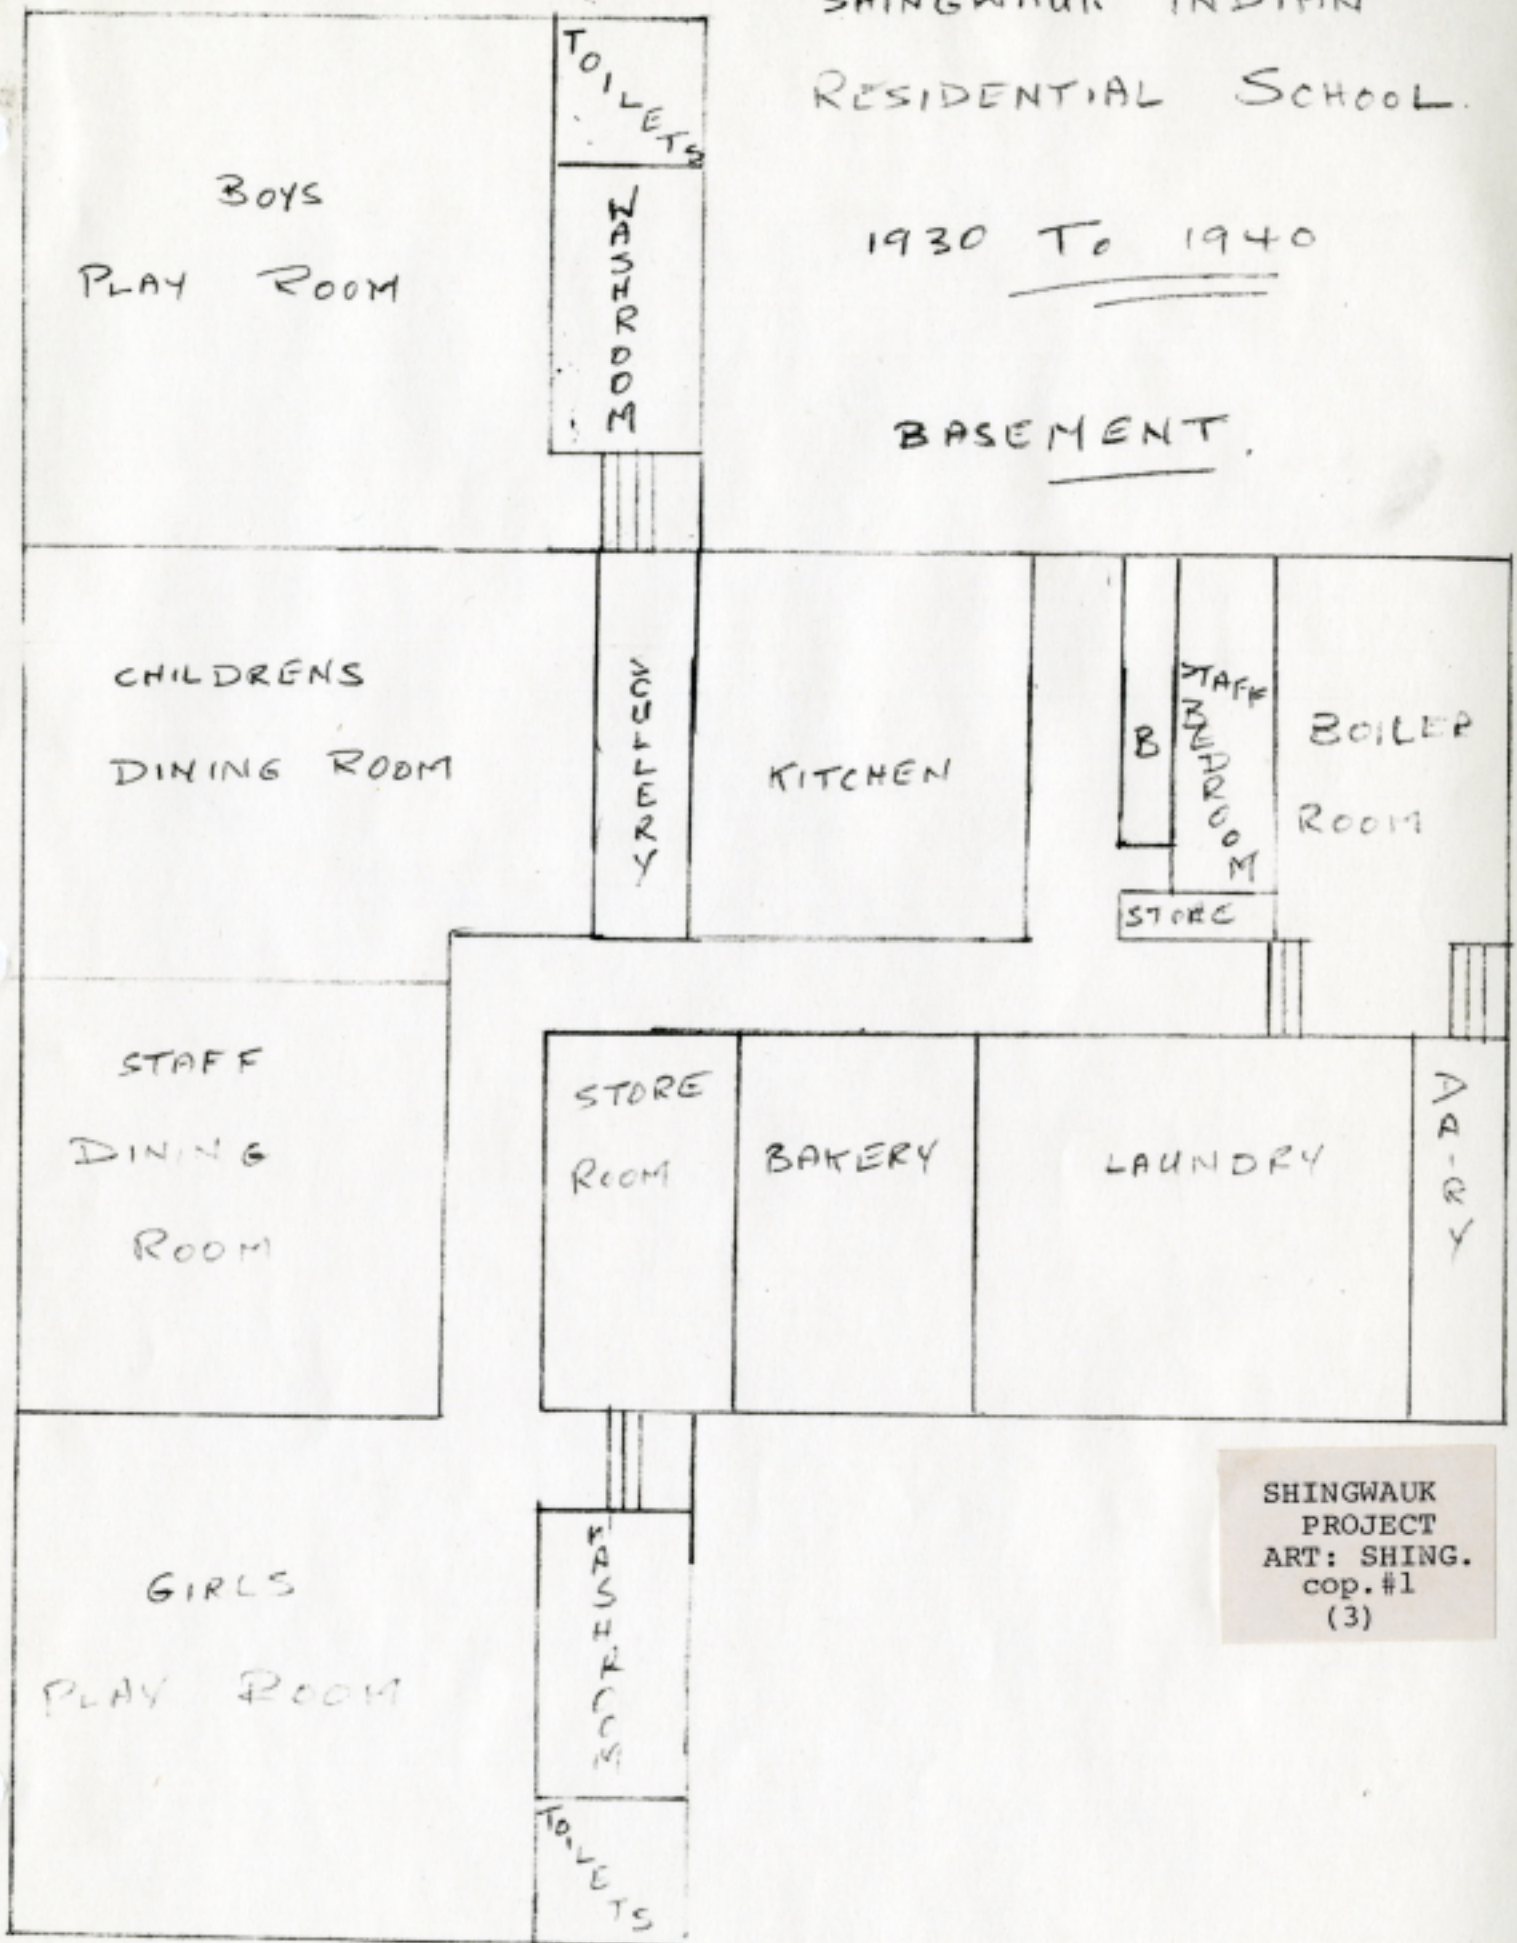 SHINGWAUK INDIAN
RESIDENTIAL SCHOOL.
1930 To 1940
BASEMENT.
TOILETS
BOYS
PLAY ROOM
WASHROOM
CHILDRENS
DINING ROOM
SCULLERY
KITCHEN
B
STAFF
BEDROOM
BOILER
ROOM
STORE
STAFF
DINING
ROOM
STORE
ROOM
BAKERY
LAUNDRY
DAIRY
GIRLS
PLAY ROOM
WASHROOM
TOILETS
SHINGWAUK
PROJECT
ART: SHING.
cop.#1
(3)